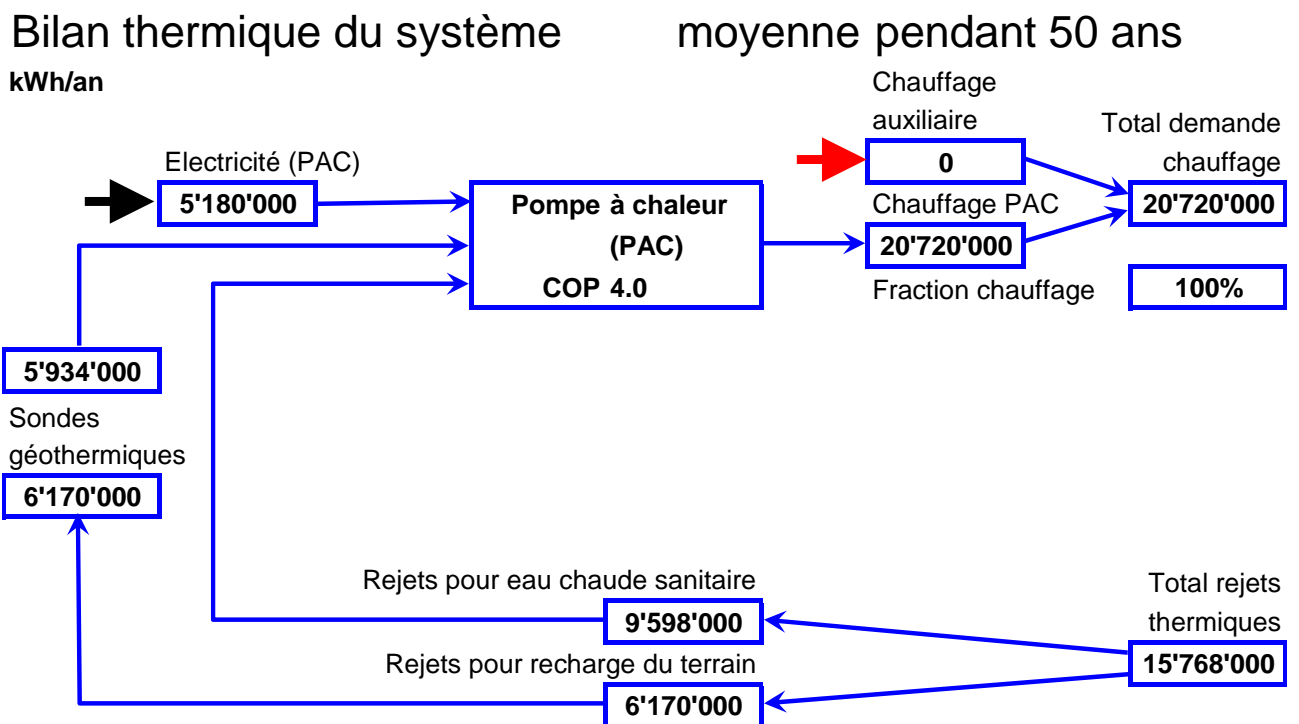 Bilan thermique du système moyenne pendant 50 ans
kWh/an
Chauffage
auxiliaire
Total demande
chauffage
Electricité (PAC)
0
5'180'000
Pompe à chaleur
(PAC)
COP 4.0
Chauffage PAC
20'720'000
20'720'000
Fraction chauffage
100%
5'934'000
Sondes
géothermiques
6'170'000
Rejets pour eau chaude sanitaire
9'598'000
Total rejets
thermiques
15'768'000
Rejets pour recharge du terrain
6'170'000